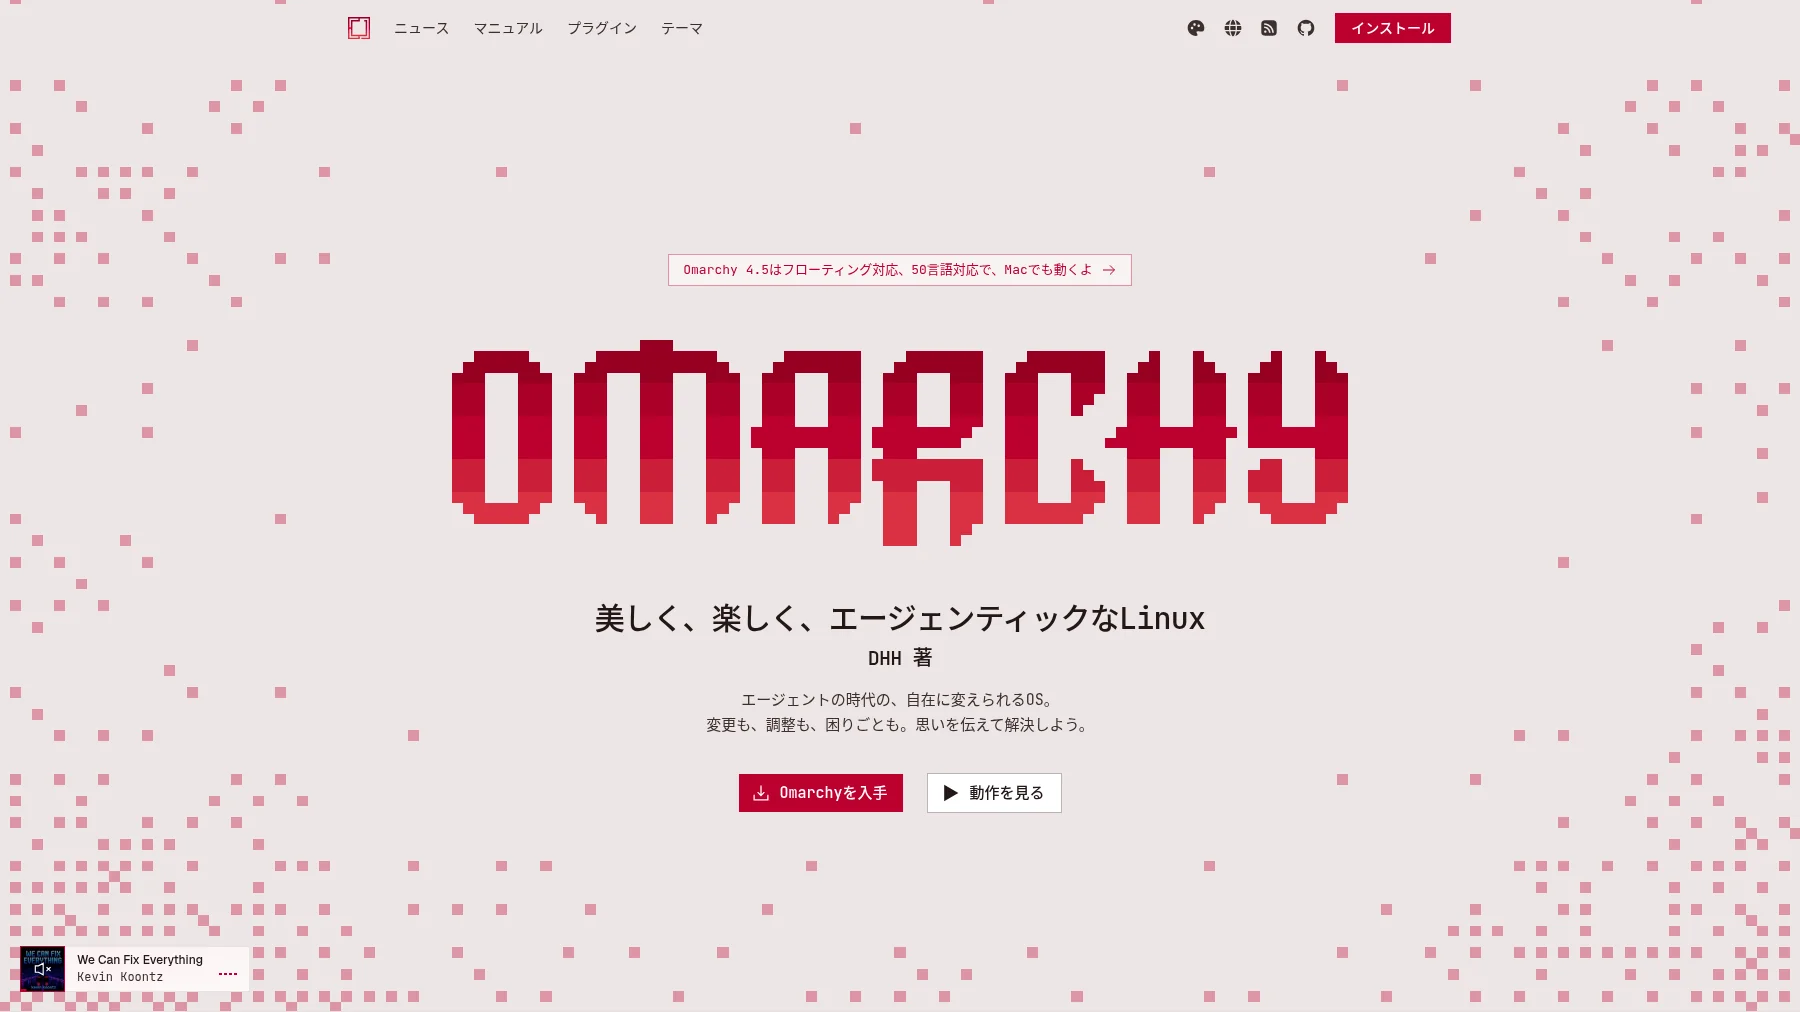 ニュース
マニュアル
プラグイン
テーマ
インストール
Omarchy 4.5はフローティング対応、50言語対応で、Macでも動くよ →
OMARCHY
美しく、楽しく、エージェンティックなLinux
DHH 著
エージェントの時代の、自在に変えられるOS。
変更も、調整も、困りごとも。思いを伝えて解決しよう。
Omarchyを入手
動作を見る
WE CAN FIX
EVERYTHING
We Can Fix Everything
Kevin Koontz